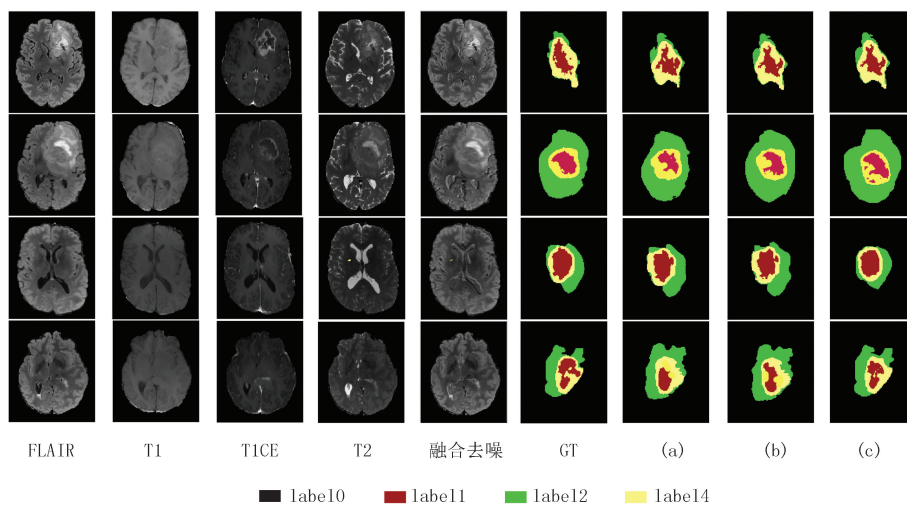 FLAIR T1 T1CE T2 融合去噪 GT (a) (b) (c)
label0 label1 label2 label4